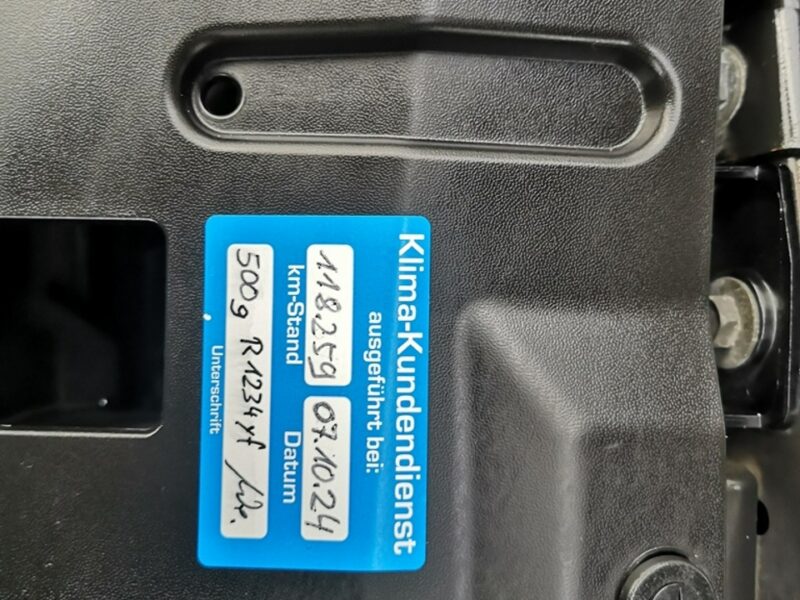 Klima-Kundendienst
ausgeführt bei:
118.259 07.10.24
km-Stand Datum
500g R1234yf
Unterschrift